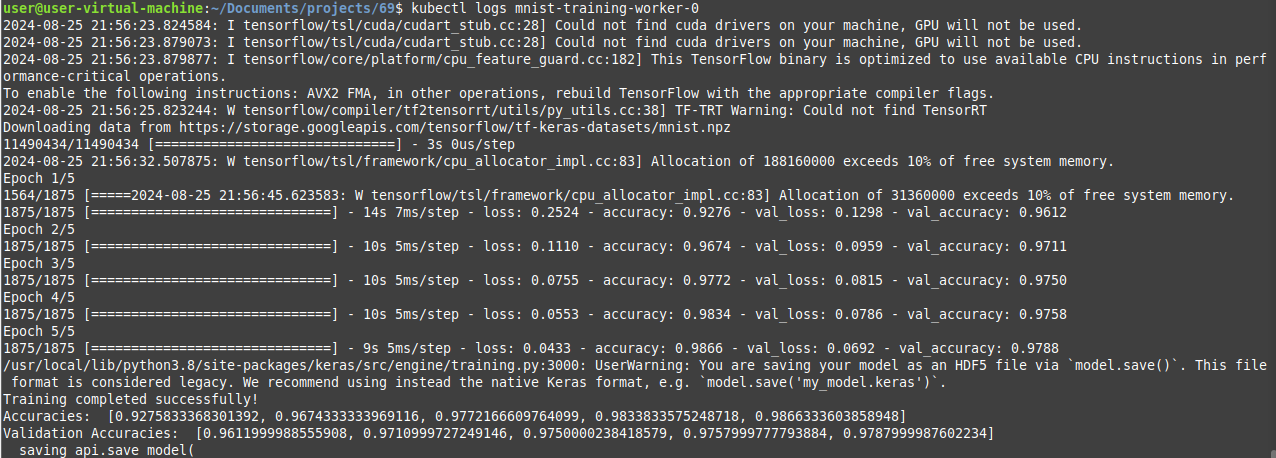 user@user-virtual-machine:~/Documents/projects/69$ kubectl logs mnist-training-worker-0
2024-08-25 21:56:23.824584: I tensorflow/tsl/cuda/cudart_stub.cc:28] Could not find cuda drivers on your machine, GPU will not be used.
2024-08-25 21:56:23.879073: I tensorflow/tsl/cuda/cudart_stub.cc:28] Could not find cuda drivers on your machine, GPU will not be used.
2024-08-25 21:56:23.879877: I tensorflow/core/platform/cpu_feature_guard.cc:182] This TensorFlow binary is optimized to use available CPU instructions in perf
ormance-critical operations.
To enable the following instructions: AVX2 FMA, in other operations, rebuild TensorFlow with the appropriate compiler flags.
2024-08-25 21:56:25.823244: W tensorflow/compiler/tf2tensorrt/utils/py_utils.cc:38] TF-TRT Warning: Could not find TensorRT
Downloading data from https://storage.googleapis.com/tensorflow/tf-keras-datasets/mnist.npz
11490434/11490434 [==============================] - 3s 0us/step
2024-08-25 21:56:32.507875: W tensorflow/tsl/framework/cpu_allocator_impl.cc:83] Allocation of 188160000 exceeds 10% of free system memory.
Epoch 1/5
1564/1875 [=====2024-08-25 21:56:45.623583: W tensorflow/tsl/framework/cpu_allocator_impl.cc:83] Allocation of 31360000 exceeds 10% of free system memory.
1875/1875 [==============================] - 14s 7ms/step - loss: 0.2524 - accuracy: 0.9276 - val_loss: 0.1298 - val_accuracy: 0.9612
Epoch 2/5
1875/1875 [==============================] - 10s 5ms/step - loss: 0.1110 - accuracy: 0.9674 - val_loss: 0.0959 - val_accuracy: 0.9711
Epoch 3/5
1875/1875 [==============================] - 10s 5ms/step - loss: 0.0755 - accuracy: 0.9772 - val_loss: 0.0815 - val_accuracy: 0.9750
Epoch 4/5
1875/1875 [==============================] - 10s 5ms/step - loss: 0.0553 - accuracy: 0.9834 - val_loss: 0.0786 - val_accuracy: 0.9758
Epoch 5/5
1875/1875 [==============================] - 9s 5ms/step - loss: 0.0433 - accuracy: 0.9866 - val_loss: 0.0692 - val_accuracy: 0.9788
/usr/local/lib/python3.8/site-packages/keras/src/engine/training.py:3000: UserWarning: You are saving your model as an HDF5 file via `model.save()`. This file
 format is considered legacy. We recommend using instead the native Keras format, e.g. `model.save('my_model.keras')`.
Training completed successfully!
Accuracies:  [0.9275833368301392, 0.9674333333969116, 0.9772166609764099, 0.9833833575248718, 0.9866333603858948]
Validation Accuracies:  [0.9611999988555908, 0.9710999727249146, 0.9750000238418579, 0.9757999777793884, 0.9787999987602234]
  saving_api.save_model(